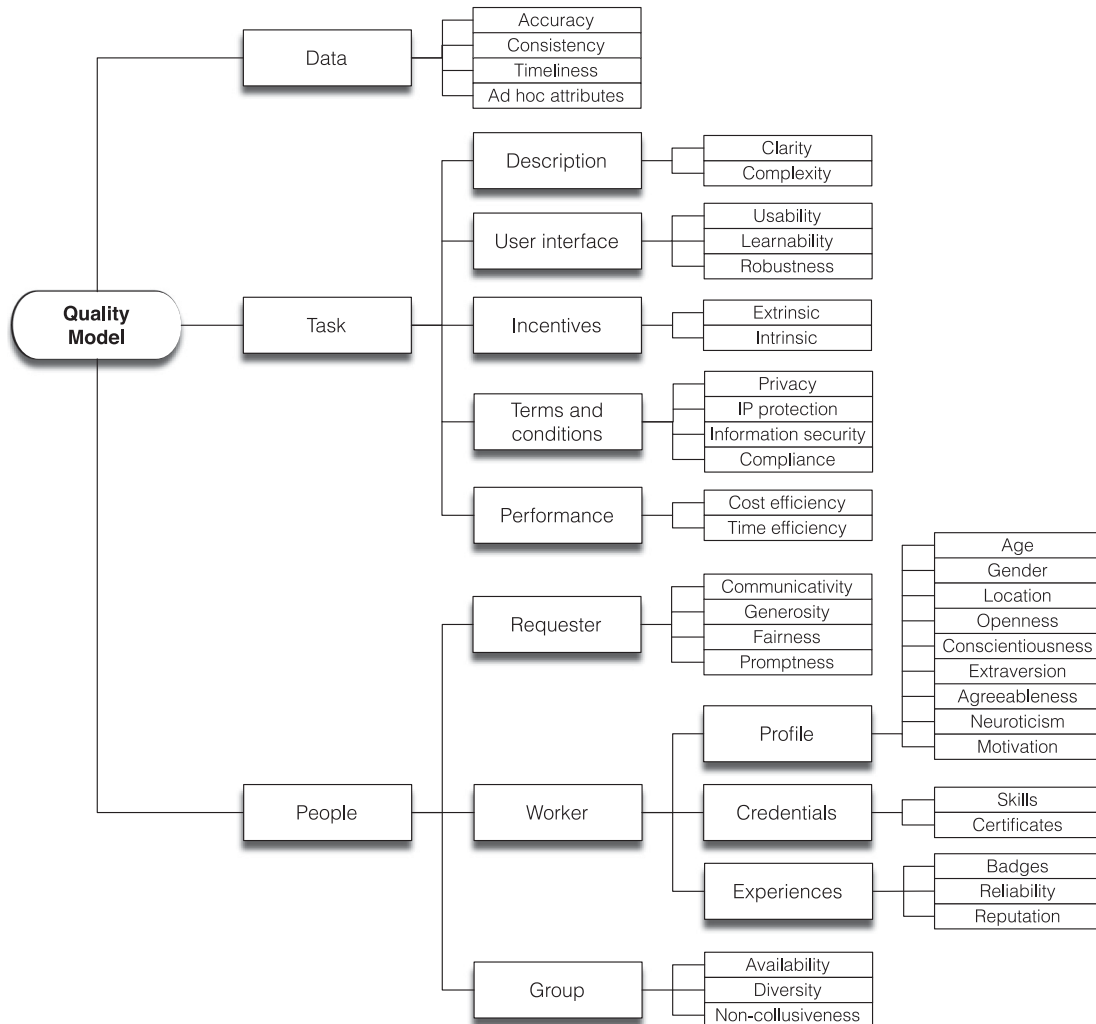 Quality
Model
Data
Accuracy
Consistency
Timeliness
Ad hoc attributes
Task
Description
Clarity
Complexity
User interface
Usability
Learnability
Robustness
Incentives
Extrinsic
Intrinsic
Terms and
conditions
Privacy
IP protection
Information security
Compliance
Performance
Cost efficiency
Time efficiency
People
Requester
Communicativity
Generosity
Fairness
Promptness
Worker
Profile
Age
Gender
Location
Openness
Conscientiousness
Extraversion
Agreeableness
Neuroticism
Motivation
Credentials
Skills
Certificates
Experiences
Badges
Reliability
Reputation
Group
Availability
Diversity
Non-collusiveness